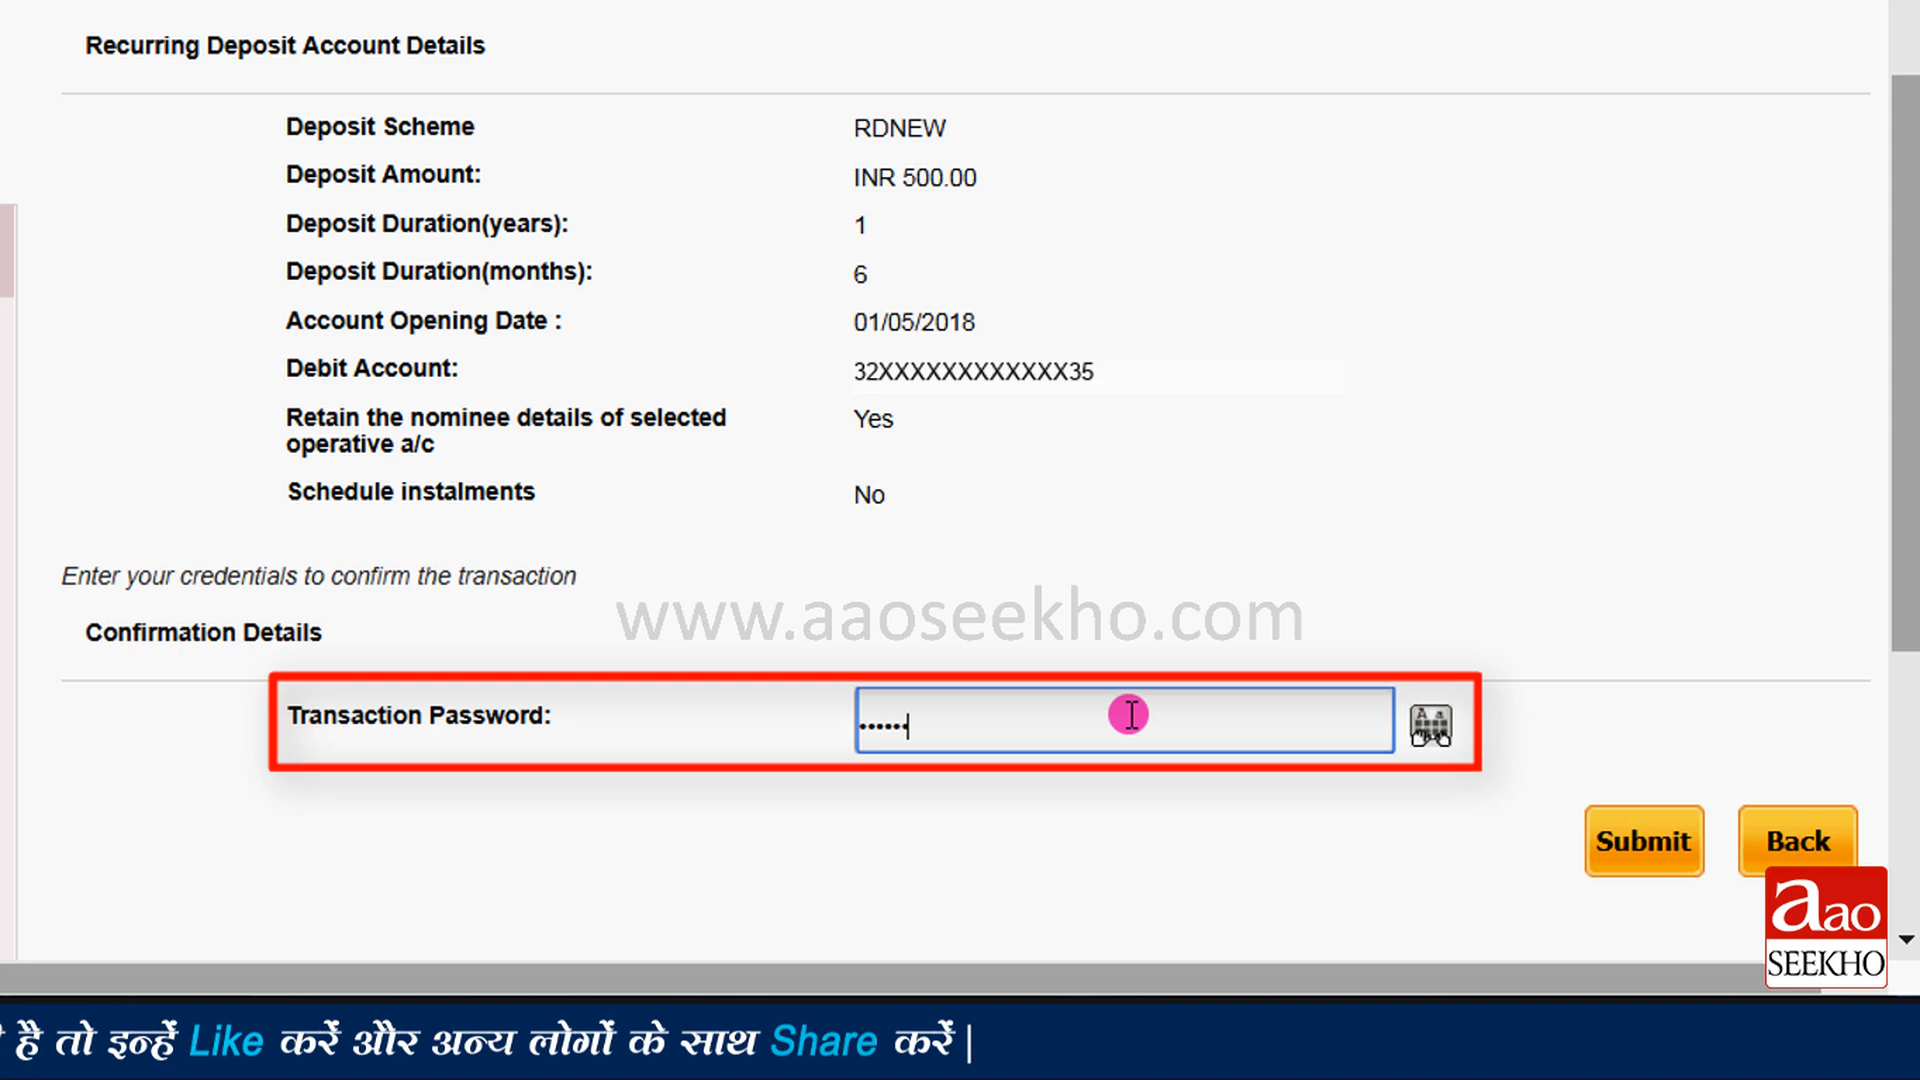 Recurring Deposit Account Details
Deposit Scheme RDNEW
Deposit Amount: INR 500.00
Deposit Duration(years): 1
Deposit Duration(months): 6
Account Opening Date : 01/05/2018
Debit Account: 32XXXXXXXXXXXX35
Retain the nominee details of selected Yes
operative a/c
Schedule instalments No
Enter your credentials to confirm the transaction
www.aaoseekho.com
Confirmation Details
Transaction Password: ••••••
Submit Back
aao
SEEKHO
है तो इन्हें Like करें और अन्य लोगों के साथ Share करें |